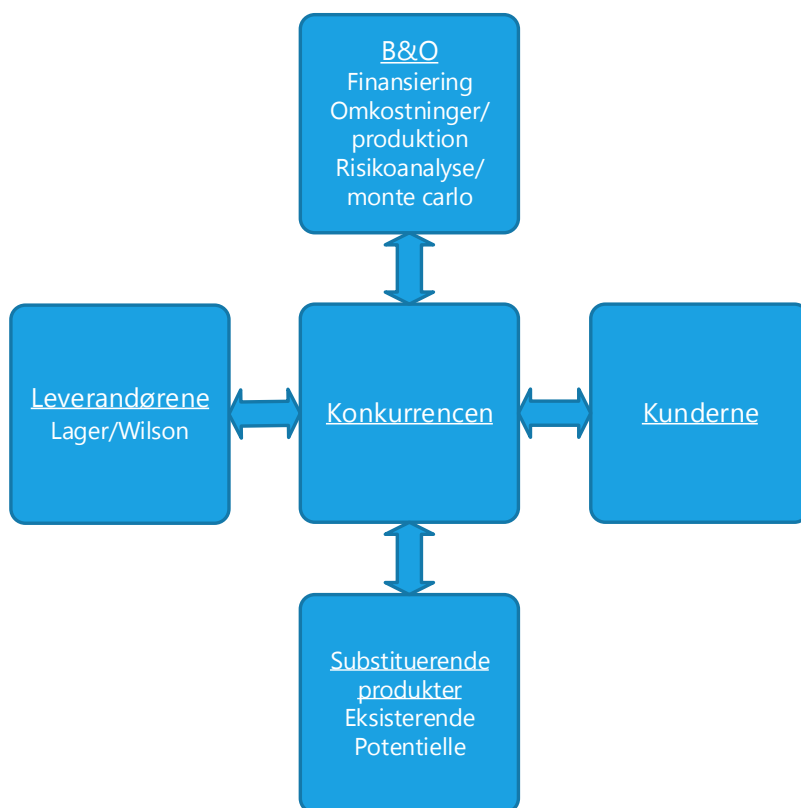 B&O
Finansiering
Omkostninger/
produktion
Risikoanalyse/
monte carlo
Leverandørene
Lager/Wilson
Konkurrencen
Kunderne
Substituerende
produkter
Eksisterende
Potentielle